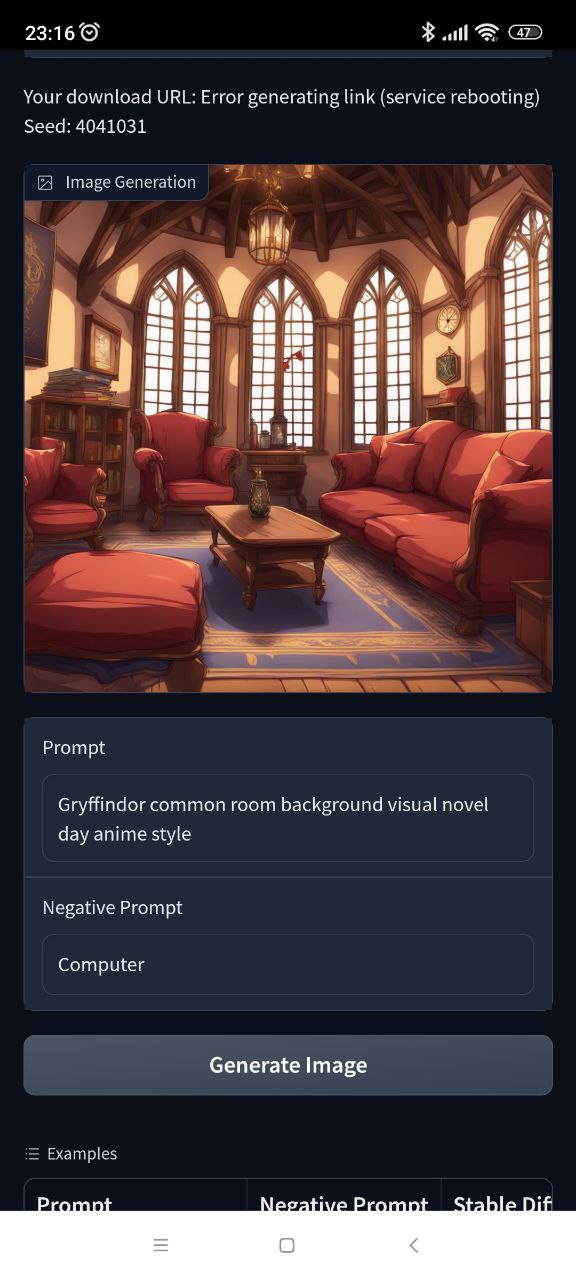 23:16
47
Your download URL: Error generating link (service rebooting)
Seed: 4041031
Image Generation
Prompt
Gryffindor common room background visual novel
day anime style
Negative Prompt
Computer
Generate Image
Examples
Prompt Negative Prompt Stable Dif